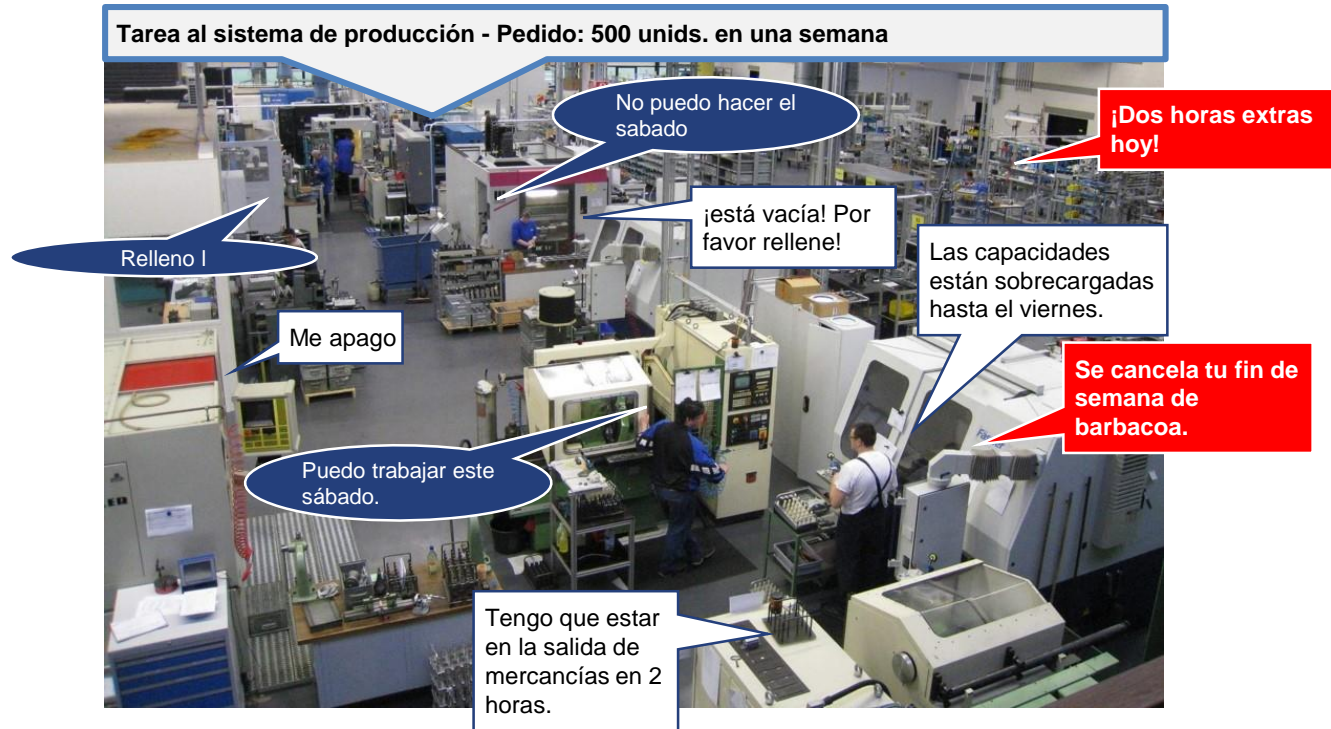 Tarea al sistema de producción - Pedido: 500 unids. en una semana
No puedo hacer el
sabado
¡Dos horas extras
hoy!
¡está vacía! Por
favor rellene!
Relleno l
Las capacidades
están sobrecargadas
hasta el viernes.
Me apago
Se cancela tu fin de
semana de
barbacoa.
Puedo trabajar este
sábado.
Tengo que estar
en la salida de
mercancías en 2
horas.